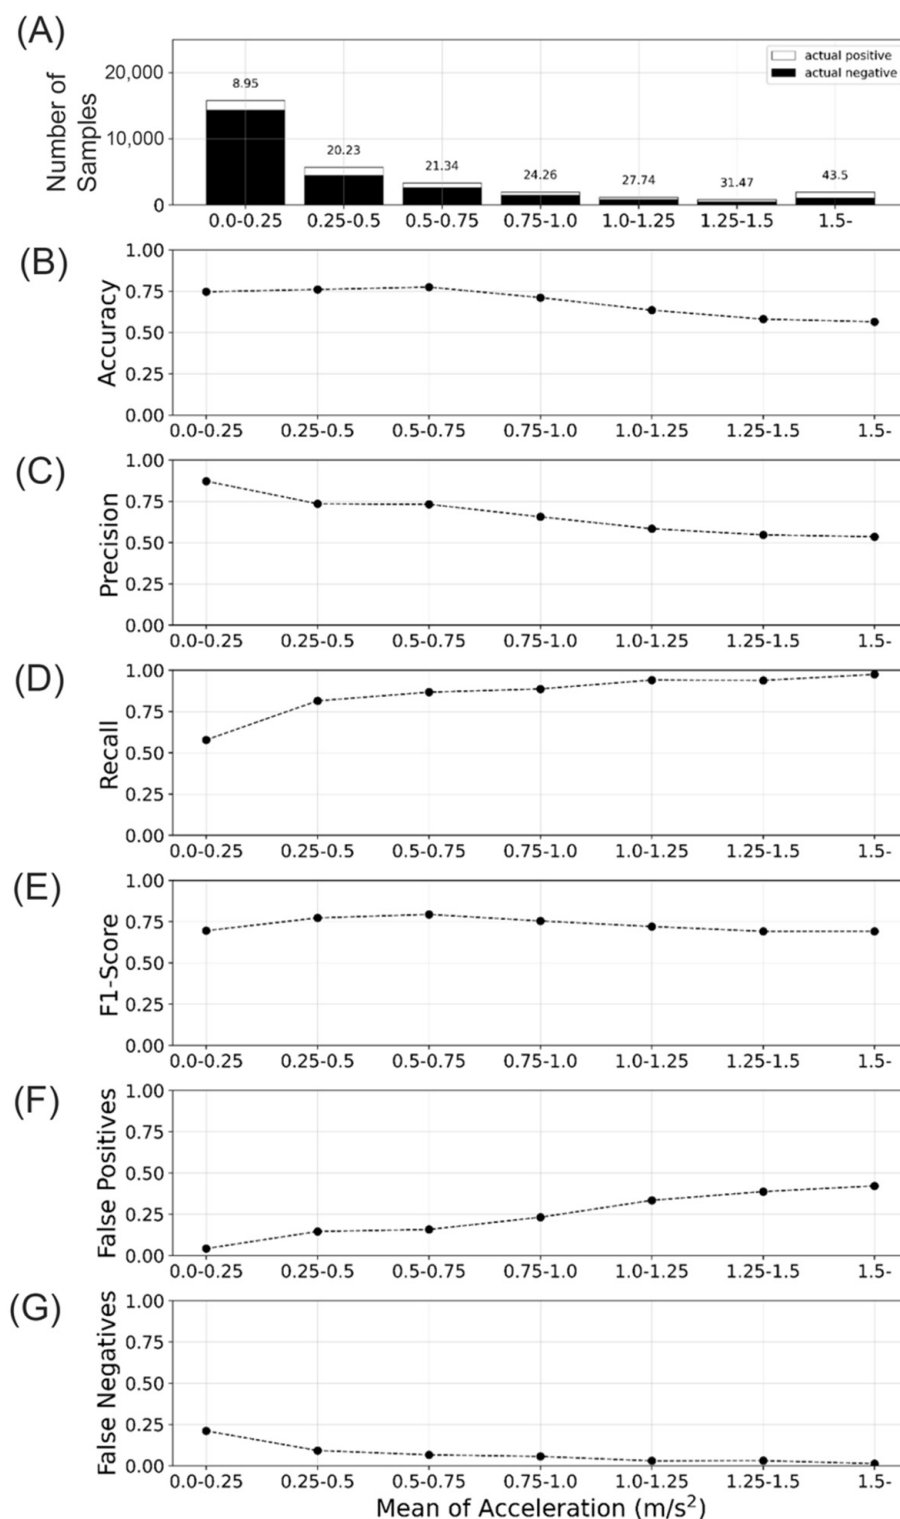 (A)
Number of
Samples
20,000
10,000
0
actual positive
actual negative
8.95
20.23
21.34
24.26
27.74
31.47
43.5
0.0-0.25 0.25-0.5 0.5-0.75 0.75-1.0 1.0-1.25 1.25-1.5 1.5-
(B)
Accuracy
1.00
0.75
0.50
0.25
0.00
0.0-0.25 0.25-0.5 0.5-0.75 0.75-1.0 1.0-1.25 1.25-1.5 1.5-
(C)
Precision
1.00
0.75
0.50
0.25
0.00
0.0-0.25 0.25-0.5 0.5-0.75 0.75-1.0 1.0-1.25 1.25-1.5 1.5-
(D)
Recall
1.00
0.75
0.50
0.25
0.00
0.0-0.25 0.25-0.5 0.5-0.75 0.75-1.0 1.0-1.25 1.25-1.5 1.5-
(E)
F1-Score
1.00
0.75
0.50
0.25
0.00
0.0-0.25 0.25-0.5 0.5-0.75 0.75-1.0 1.0-1.25 1.25-1.5 1.5-
(F)
False Positives
1.00
0.75
0.50
0.25
0.00
0.0-0.25 0.25-0.5 0.5-0.75 0.75-1.0 1.0-1.25 1.25-1.5 1.5-
(G)
False Negatives
1.00
0.75
0.50
0.25
0.00
0.0-0.25 0.25-0.5 0.5-0.75 0.75-1.0 1.0-1.25 1.25-1.5 1.5-
Mean of Acceleration (m/s²)